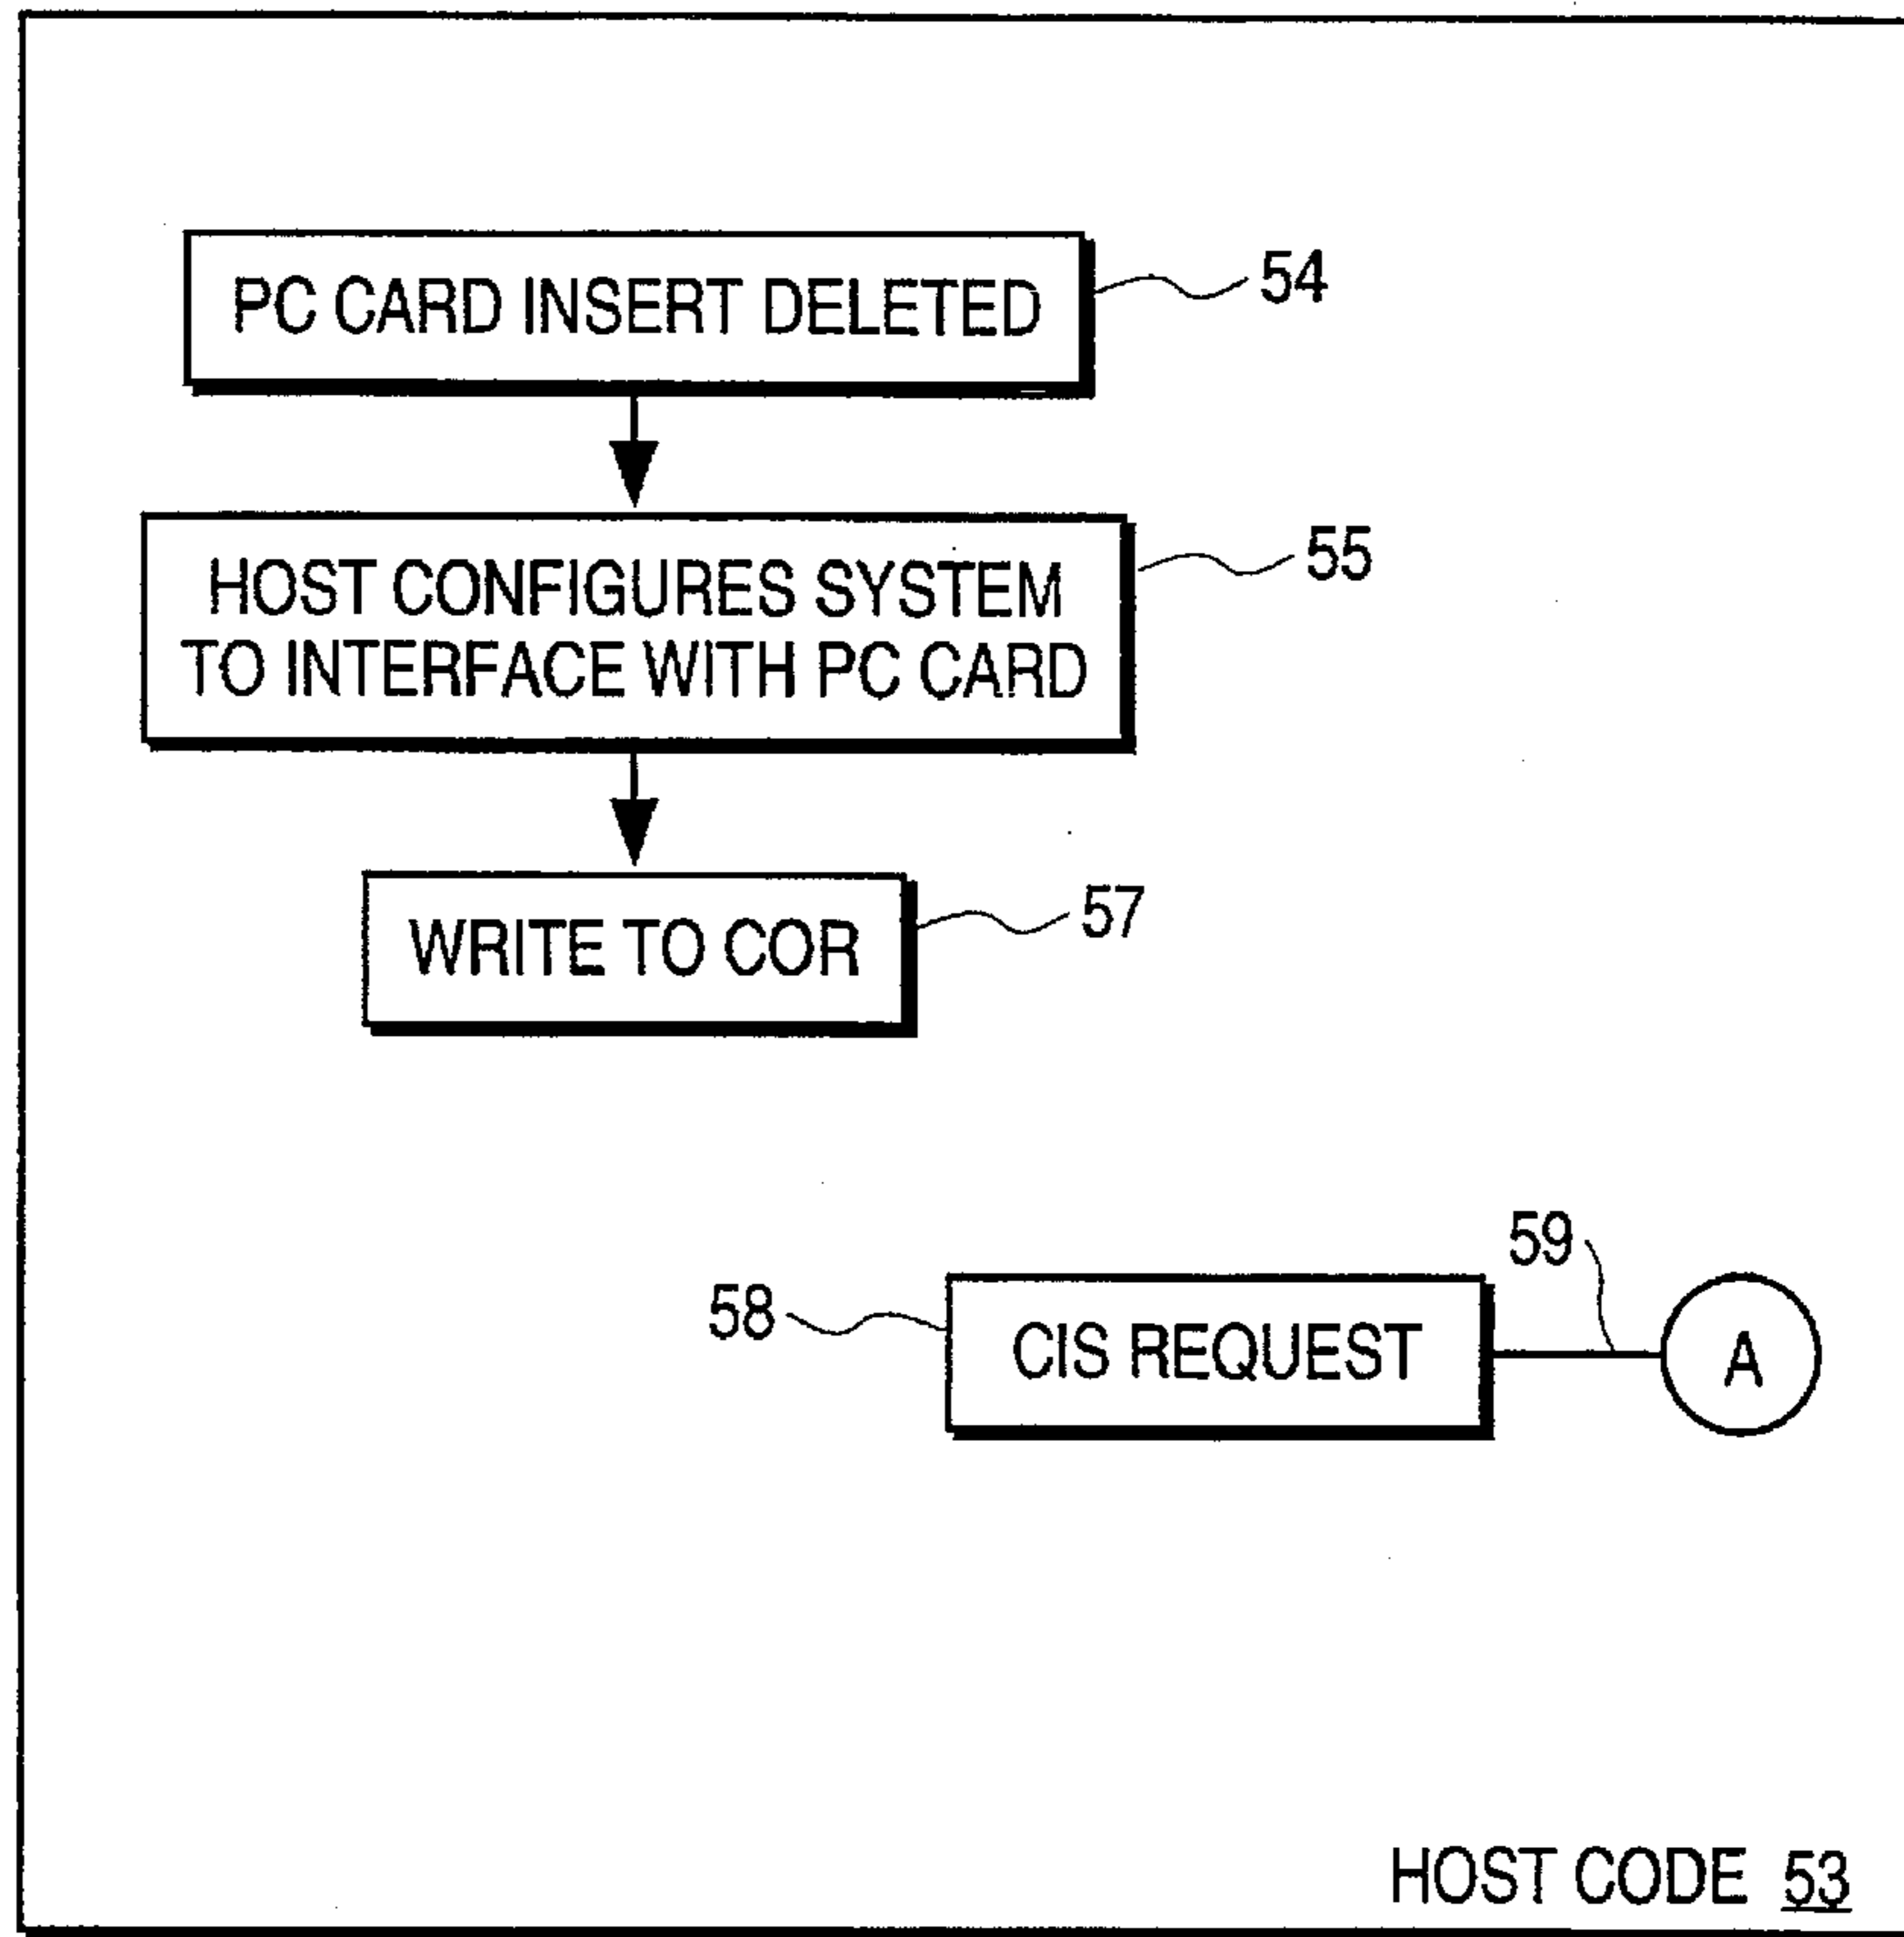 PC CARD INSERT DELETED
54
HOST CONFIGURES SYSTEM
TO INTERFACE WITH PC CARD
55
WRITE TO COR
57
59
58
CIS REQUEST
A
HOST CODE 53